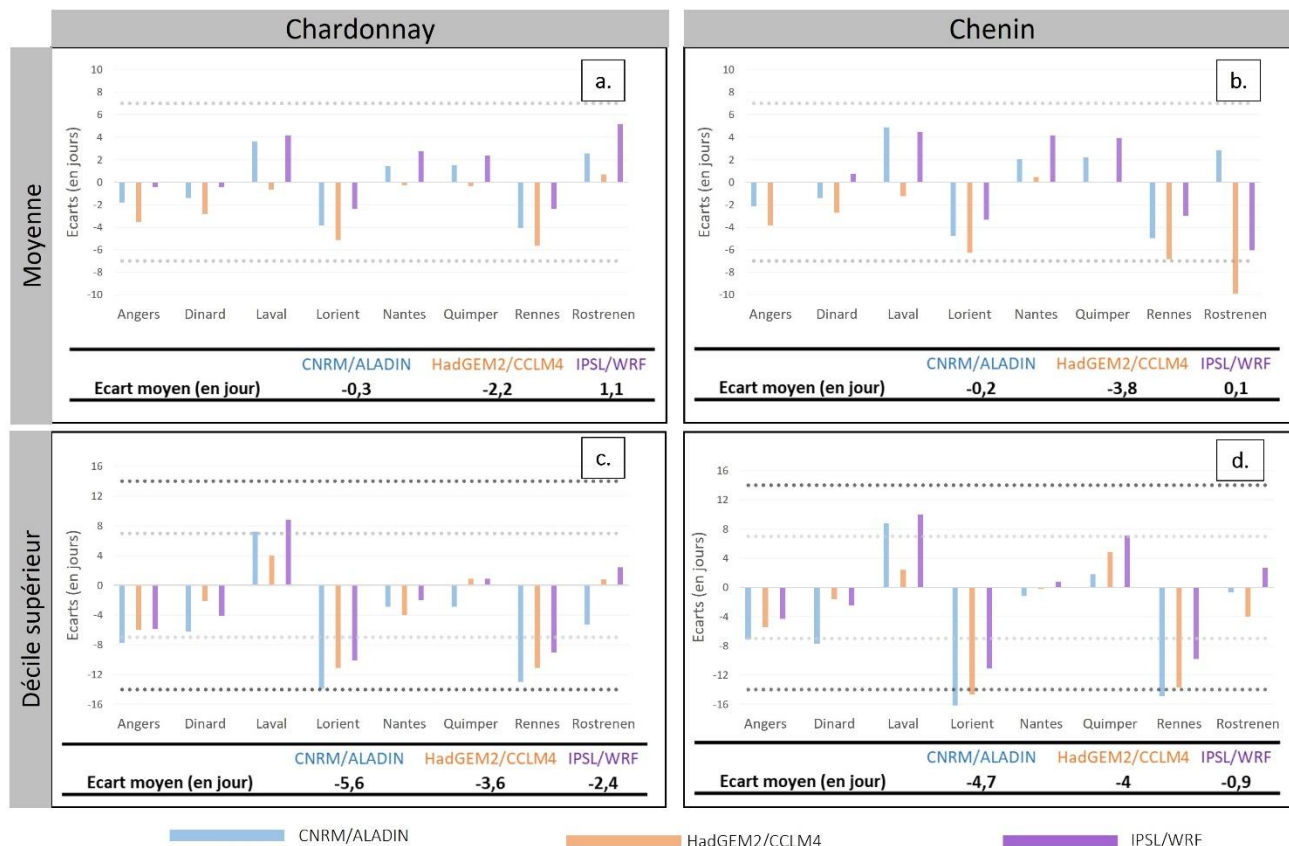 Chardonnay
Chenin
Moyenne
a.
Ecarts (en jours)
10
8
6
4
2
0
-2
-4
-6
-8
-10
Angers Dinard Laval Lorient Nantes Quimper Rennes Rostrenen
CNRM/ALADIN HadGEM2/CCLM4 IPSL/WRF
Ecart moyen (en jour) -0,3 -2,2 1,1
b.
Ecarts (en jours)
10
8
6
4
2
0
-2
-4
-6
-8
-10
Angers Dinard Laval Lorient Nantes Quimper Rennes Rostrenen
CNRM/ALADIN HadGEM2/CCLM4 IPSL/WRF
Ecart moyen (en jour) -0,2 -3,8 0,1
Décile supérieur
c.
Ecarts (en jours)
16
12
8
4
0
-4
-8
-12
-16
Angers Dinard Laval Lorient Nantes Quimper Rennes Rostrenen
CNRM/ALADIN HadGEM2/CCLM4 IPSL/WRF
Ecart moyen (en jour) -5,6 -3,6 -2,4
d.
Ecarts (en jours)
16
12
8
4
0
-4
-8
-12
-16
Angers Dinard Laval Lorient Nantes Quimper Rennes Rostrenen
CNRM/ALADIN HadGEM2/CCLM4 IPSL/WRF
Ecart moyen (en jour) -4,7 -4 -0,9
CNRM/ALADIN HadGEM2/CCLM4 IPSL/WRF